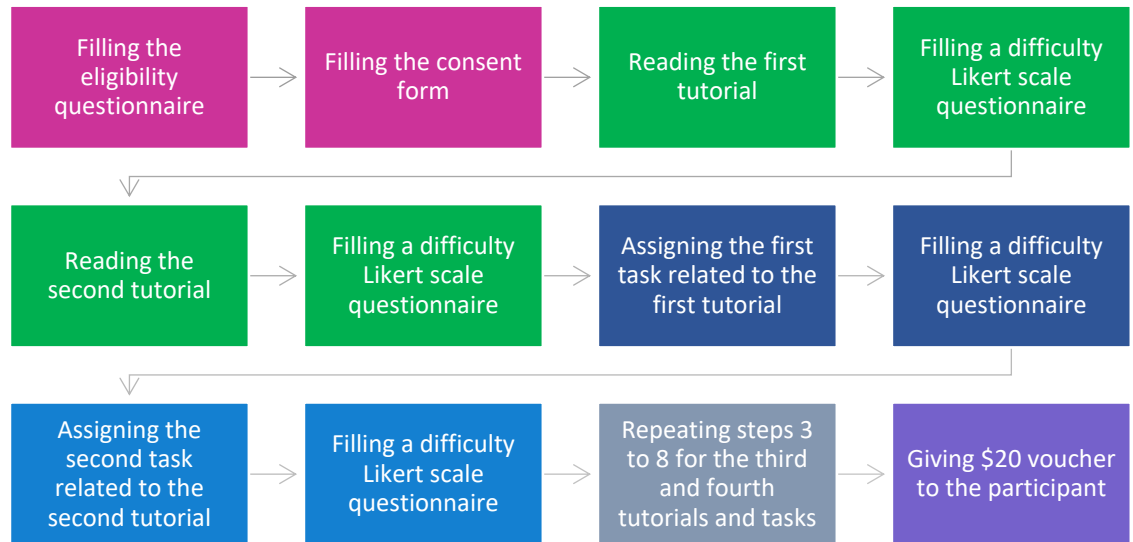 Filling the
eligibility
questionnaire
Filling the consent
form
Reading the first
tutorial
Filling a difficulty
Likert scale
questionnaire
Reading the
second tutorial
Filling a difficulty
Likert scale
questionnaire
Assigning the first
task related to the
first tutorial
Filling a difficulty
Likert scale
questionnaire
Assigning the
second task
related to the
second tutorial
Filling a difficulty
Likert scale
questionnaire
Repeating steps 3
to 8 for the third
and fourth
tutorials and tasks
Giving $20 voucher
to the participant